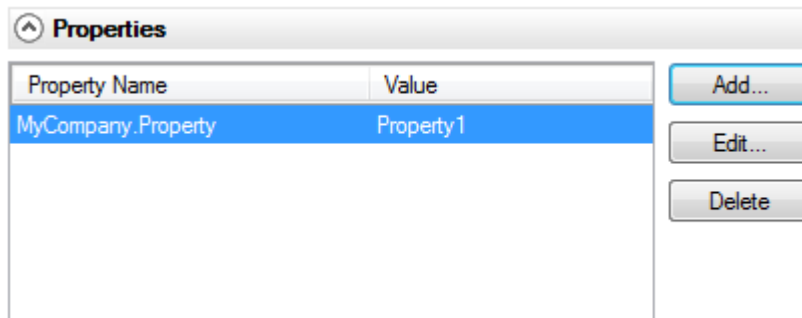 Properties
Property Name Value Add...
MyCompany.Property Property1
Edit...
Delete